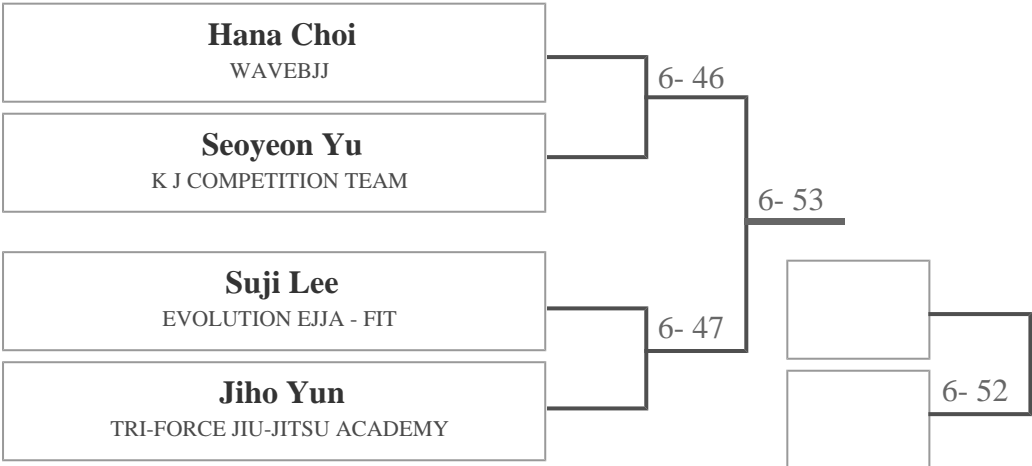 Hana Choi
WAVEBJJ
6- 46
Seoyeon Yu
K J COMPETITION TEAM
6- 53
Suji Lee
EVOLUTION EJJA - FIT
6- 47
Jiho Yun
TRI-FORCE JIU-JITSU ACADEMY
6- 52